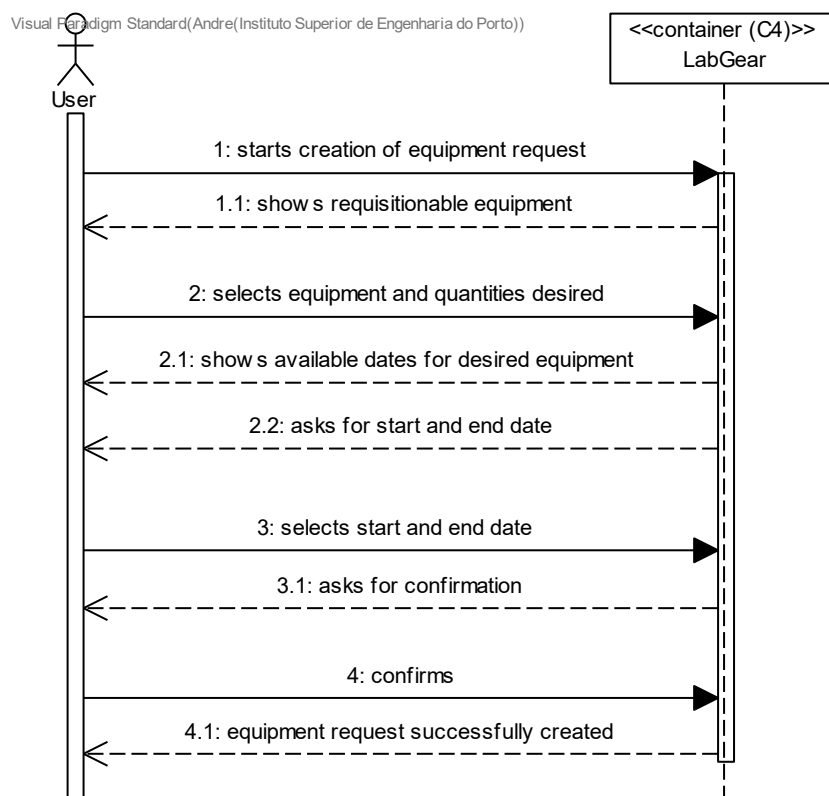 Visual Paradigm Standard(Andre(Instituto Superior de Engenharia do Porto))
<<container (C4)>>
LabGear
User
1: starts creation of equipment request
1.1: shows requisitionable equipment
2: selects equipment and quantities desired
2.1: shows available dates for desired equipment
2.2: asks for start and end date
3: selects start and end date
3.1: asks for confirmation
4: confirms
4.1: equipment request successfully created